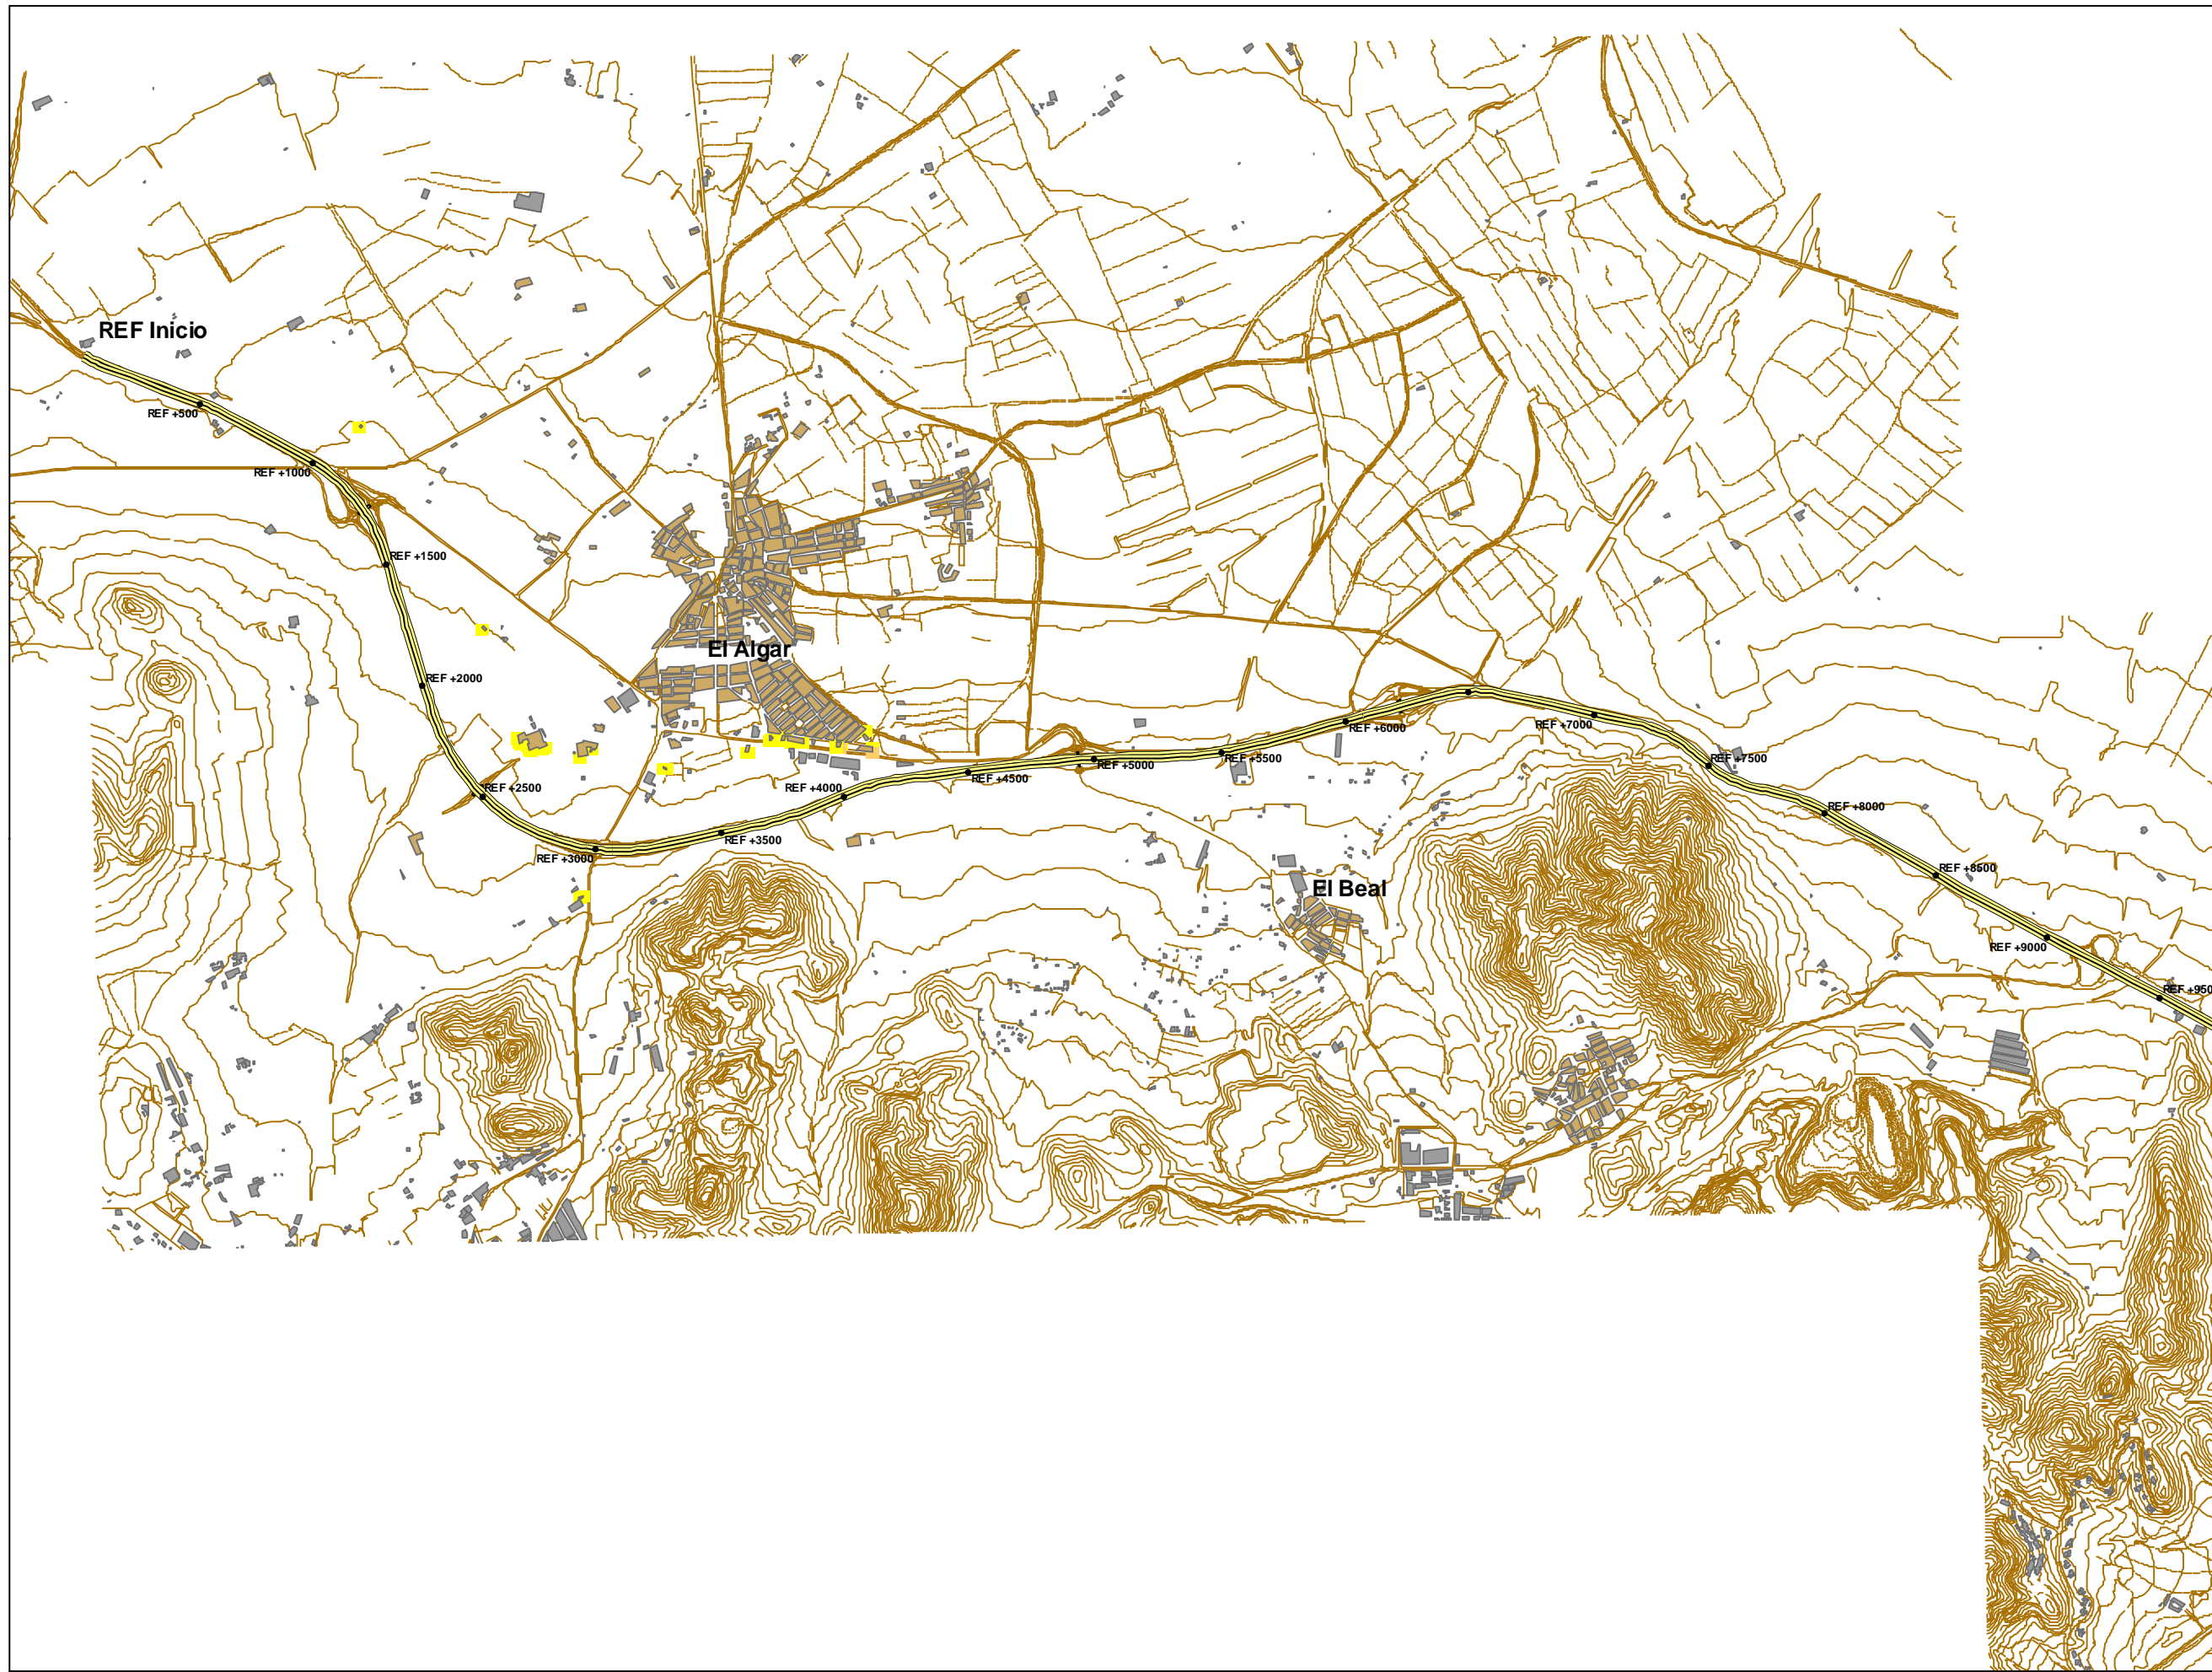 REF Inicio
REF +500
REF +1000
REF +1500
El Algar
REF +2000
REF +6000
REF +7000
REF +5500
REF +7500
REF +5000
REF +4500
REF +2500
REF +4000
REF +8000
REF +3500
REF +3000
REF +8500
El Beal
REF +9000
REF +950